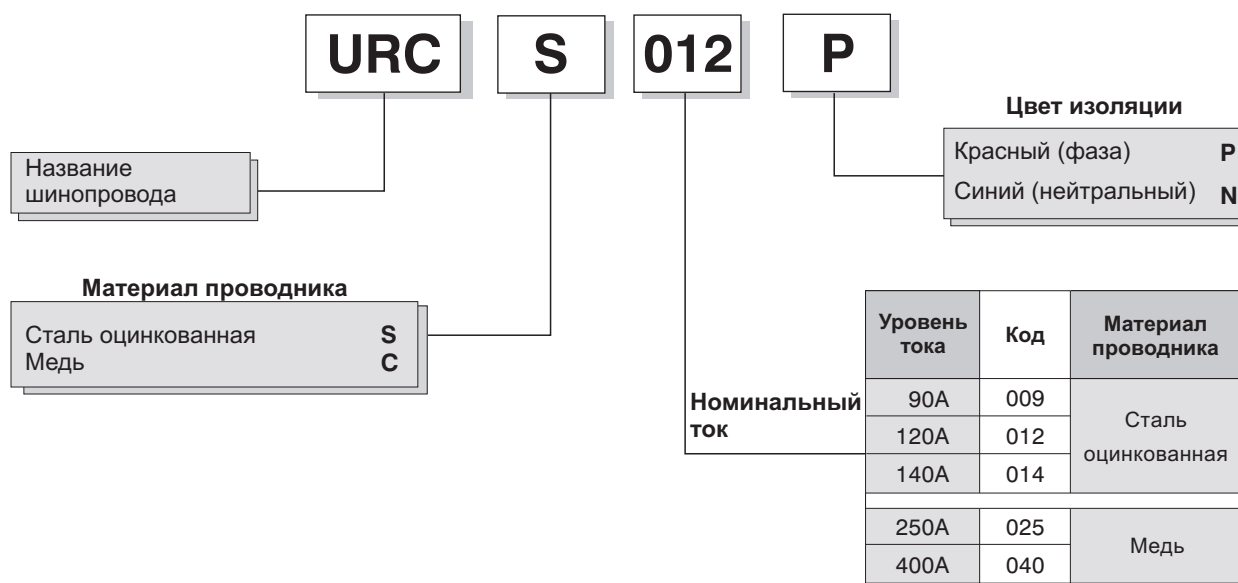 URC S 012 P
Цвет изоляции
Красный (фаза) P
Синий (нейтральный) N
Название
шинопровода
Материал проводника
Сталь оцинкованная S
Медь C
Номинальный
ток
Уровень
тока
Код
Материал
проводника
90A 009
120A 012
140A 014
Сталь
оцинкованная
250A 025
400A 040
Медь